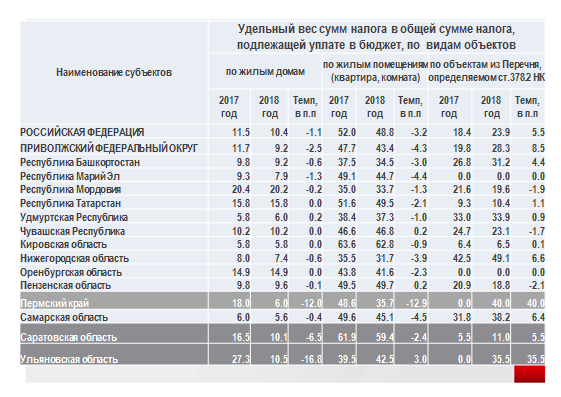 Удельный вес сумм налога в общей сумме налога,
подлежащей уплате в бюджет, по видам объектов
Наименование субъектов
по жилым домам
по жилым помещениям (квартира, комната)
по объектам из Перечня, определяемом ст.378.2 НК
2017 год 2018 год Темп, в п.п 2017 год 2018 год Темп, в п.п 2017 год 2018 год Темп, в п.п
РОССИЙСКАЯ ФЕДЕРАЦИЯ 11.5 10.4 -1.1 52.0 48.8 -3.2 18.4 23.9 5.5
ПРИВОЛЖСКИЙ ФЕДЕРАЛЬНЫЙ ОКРУГ 11.7 9.2 -2.5 47.7 43.4 -4.3 19.8 28.3 8.5
Республика Башкортостан 9.8 9.2 -0.6 37.5 34.5 -3.0 26.8 31.2 4.4
Республика Марий Эл 9.3 7.9 -1.3 49.1 44.7 -4.4 0.0 0.0 0.0
Республика Мордовия 20.4 20.2 -0.2 35.0 33.7 -1.3 21.6 19.6 -1.9
Республика Татарстан 15.8 15.8 0.0 51.6 49.5 -2.1 9.3 10.4 1.1
Удмуртская Республика 5.8 6.0 0.2 38.4 37.3 -1.0 33.0 33.9 0.9
Чувашская Республика 10.2 10.2 0.0 46.6 46.8 0.2 24.7 23.1 -1.7
Кировская область 5.8 5.8 0.0 63.6 62.8 -0.9 6.4 6.5 0.1
Нижегородская область 8.0 7.4 -0.6 35.5 31.7 -3.9 42.5 49.1 6.6
Оренбургская область 14.9 14.9 0.0 43.8 41.6 -2.3 0.0 0.0 0.0
Пензенская область 9.8 9.6 -0.1 49.5 49.7 0.2 20.9 18.8 -2.1
Пермский край 18.0 6.0 -12.0 48.6 35.7 -12.9 0.0 40.0 40.0
Самарская область 6.0 5.6 -0.4 49.6 45.1 -4.5 31.8 38.2 6.4
Саратовская область 16.5 10.1 -6.5 61.9 59.4 -2.4 5.5 11.0 5.5
Ульяновская область 27.3 10.5 -16.8 39.5 42.5 3.0 0.0 35.5 35.5